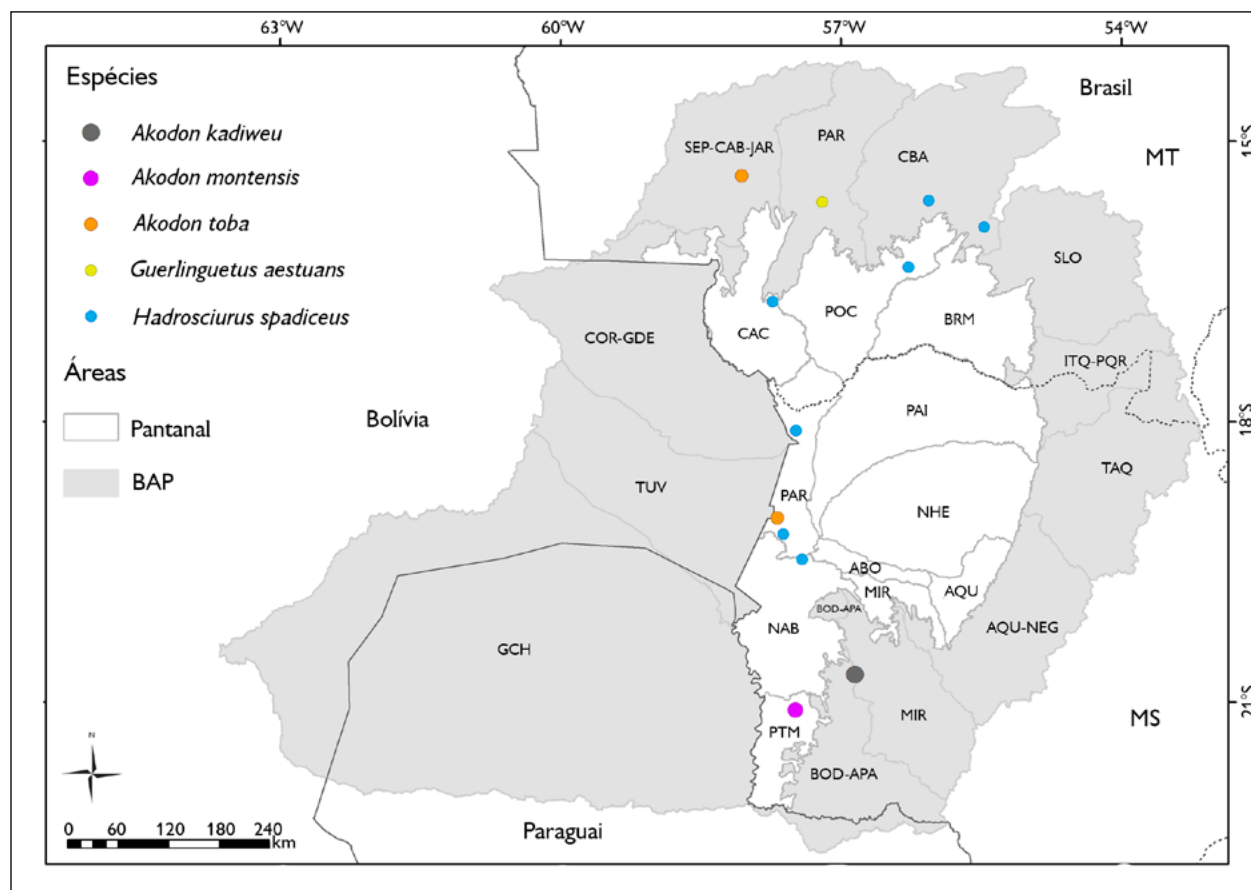 63°W 60°W 57°W 54°W
Espécies
Akodon kadiweu
Akodon montensis
Akodon toba
Guerlinguetus aestuans
Hadrosciurus spadiceus
Áreas
Pantanal
BAP
Brasil
MT
15°S
PAR
SEP-CAB-JAR
CBA
SLO
POC
CAC
BRM
COR-GDE
ITQ-PQR
PAI
Bolívia
18°S
TAQ
TUV
PAR
NHE
ABO
MIR
AQU
BOD-APA
NAB
AQU-NEG
GCH
21°S
MIR
MS
PTM
BOD-APA
N
0 60 120 180 240
km
Paraguai